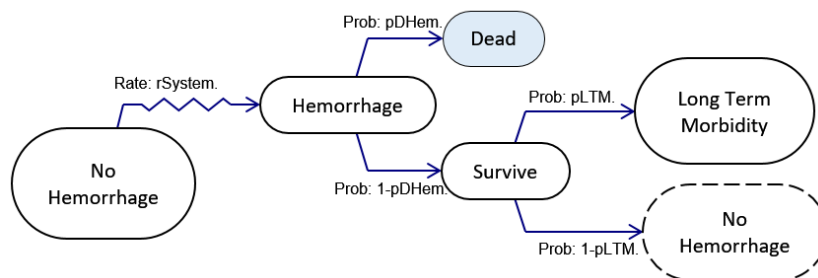 Prob: pDHem.
Dead
Rate: rSystem.
Hemorrhage
Prob: pLTM.
Long Term
Morbidity
No
Hemorrhage
Prob: 1-pDHem.
Survive
No
Hemorrhage
Prob: 1-pLTM.